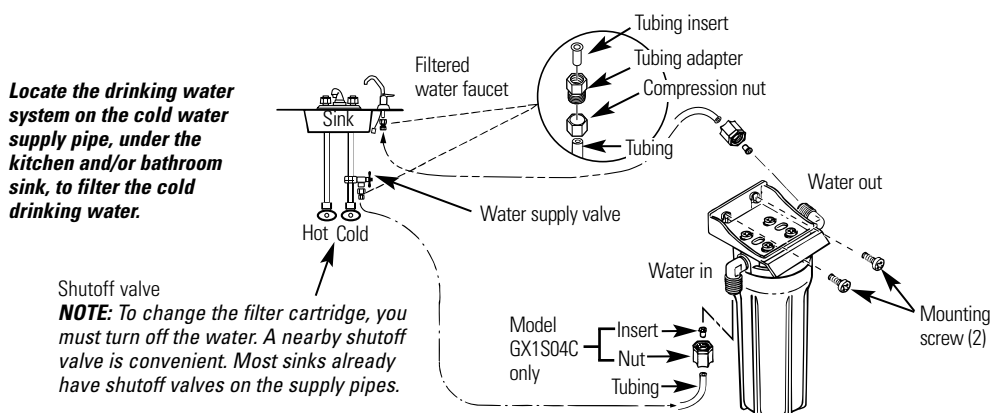 Locate the drinking water
system on the cold water
supply pipe, under the
kitchen and/or bathroom
sink, to filter the cold
drinking water.
Filtered
water faucet
Sink
Tubing insert
Tubing adapter
Compression nut
Tubing
Water out
Water supply valve
Hot Cold
Water in
Shutoff valve
NOTE: To change the filter cartridge, you
must turn off the water. A nearby shutoff
valve is convenient. Most sinks already
have shutoff valves on the supply pipes.
Model
GX1S04C
only
Insert
Nut
Tubing
Mounting
screw (2)